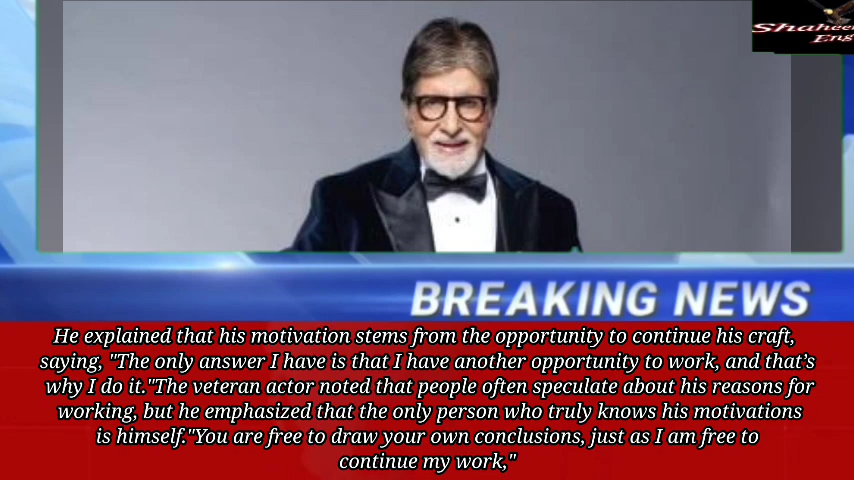 Shaheen
Eng
BREAKING NEWS
He explained that his motivation stems from the opportunity to continue his craft,
saying, "The only answer I have is that I have another opportunity to work, and that’s
why I do it."The veteran actor noted that people often speculate about his reasons for
working, but he emphasized that the only person who truly knows his motivations
is himself."You are free to draw your own conclusions, just as I am free to
continue my work,"